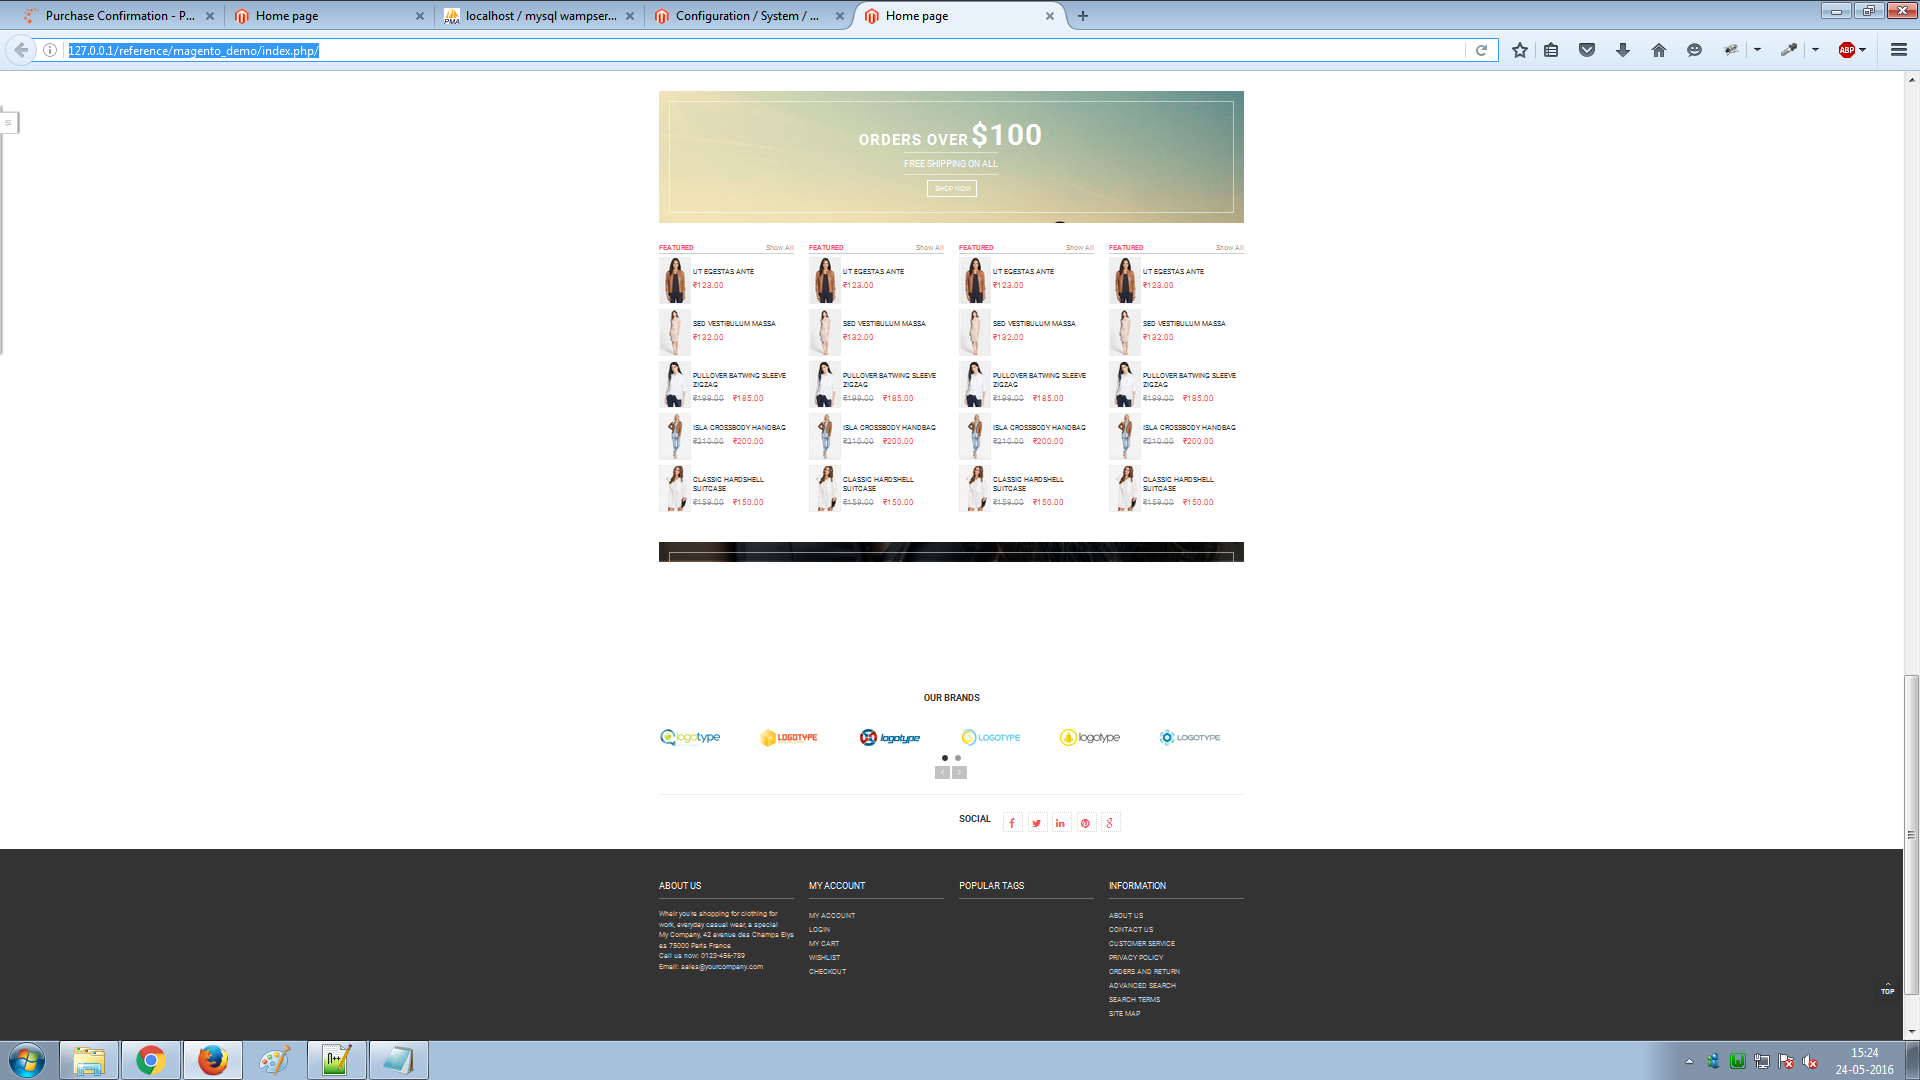 Purchase Confirmation - P... Home page localhost / mysql wampser... Configuration / System / ... Home page
127.0.0.1/reference/magento_demo/index.php/
ABP
ORDERS OVER $100
FREE SHIPPING ON ALL
SHOP NOW
FEATURED Show All FEATURED Show All FEATURED Show All FEATURED Show All
UT EGESTAS ANTE UT EGESTAS ANTE UT EGESTAS ANTE UT EGESTAS ANTE
₹123.00 ₹123.00 ₹123.00 ₹123.00
SED VESTIBULUM MASSA SED VESTIBULUM MASSA SED VESTIBULUM MASSA SED VESTIBULUM MASSA
₹132.00 ₹132.00 ₹132.00 ₹132.00
PULLOVER BATWING SLEEVE PULLOVER BATWING SLEEVE PULLOVER BATWING SLEEVE PULLOVER BATWING SLEEVE
ZIGZAG ZIGZAG ZIGZAG ZIGZAG
₹199.00 ₹185.00 ₹199.00 ₹185.00 ₹199.00 ₹185.00 ₹199.00 ₹185.00
ISLA CROSSBODY HANDBAG ISLA CROSSBODY HANDBAG ISLA CROSSBODY HANDBAG ISLA CROSSBODY HANDBAG
₹210.00 ₹200.00 ₹210.00 ₹200.00 ₹210.00 ₹200.00 ₹210.00 ₹200.00
CLASSIC HARDSHELL CLASSIC HARDSHELL CLASSIC HARDSHELL CLASSIC HARDSHELL
SUITCASE SUITCASE SUITCASE SUITCASE
₹159.00 ₹150.00 ₹159.00 ₹150.00 ₹159.00 ₹150.00 ₹159.00 ₹150.00
OUR BRANDS
logotype LOGOTYPE logotype LOGOTYPE logotype LOGOTYPE
SOCIAL
ABOUT US MY ACCOUNT POPULAR TAGS INFORMATION
Wheir you're shopping for clothing for
work, everyday casual wear, a special
My Company, 42 avenue des Champs Elys
es 75000 Paris France
Call us now: 0123-456-789
Email: sales@yourcompany.com
MY ACCOUNT
LOGIN
MY CART
WISHLIST
CHECKOUT
ABOUT US
CONTACT US
CUSTOMER SERVICE
PRIVACY POLICY
ORDERS AND RETURN
ADVANCED SEARCH
SEARCH TERMS
SITE MAP
TOP
15:24
24-05-2016